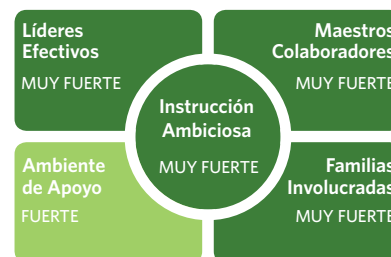 Líderes
Efectivos
MUY FUERTE
Maestros
Colaboradores
MUY FUERTE
Instrucción
Ambiciosa
MUY FUERTE
Ambiente
de Apoyo
FUERTE
Familias
Involucradas
MUY FUERTE